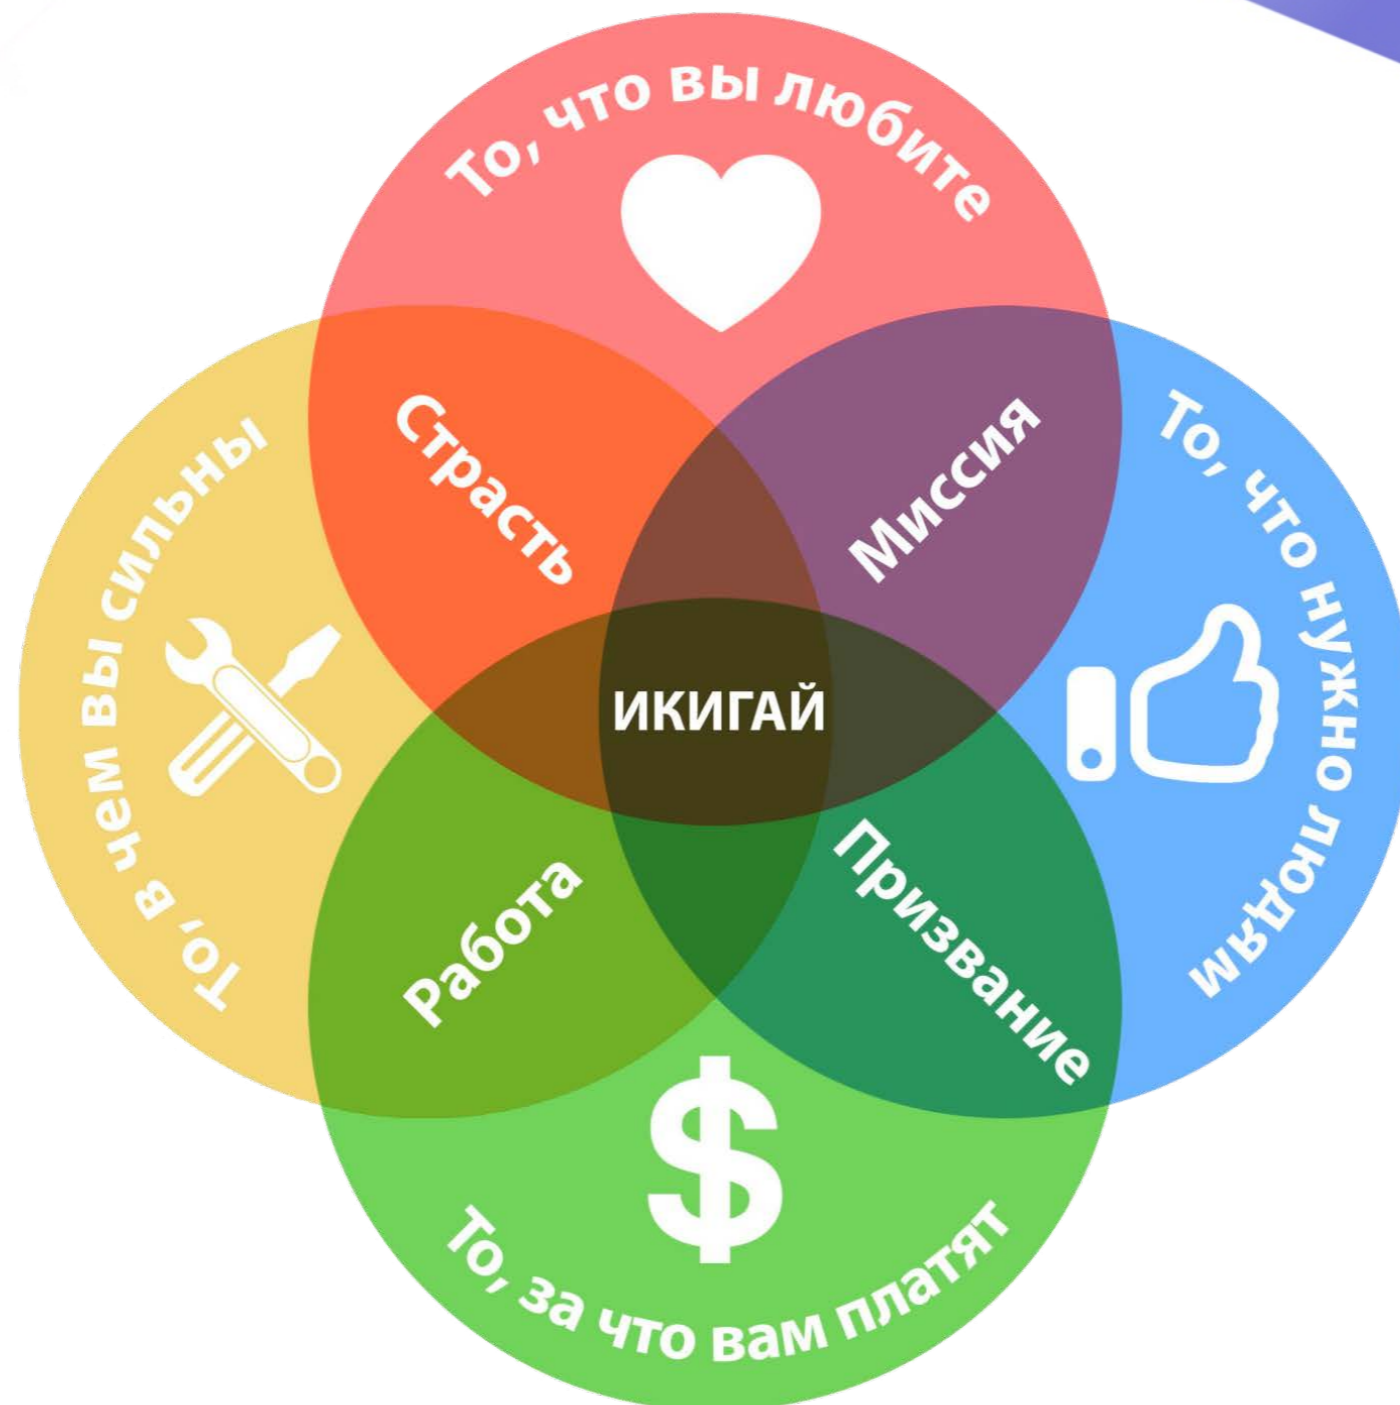 То, что вы любите
Страсть
Миссия
То, в чем вы сильны
То, что нужно людям
ИКИГАЙ
Работа
Призвание
$
То, за что вам платят